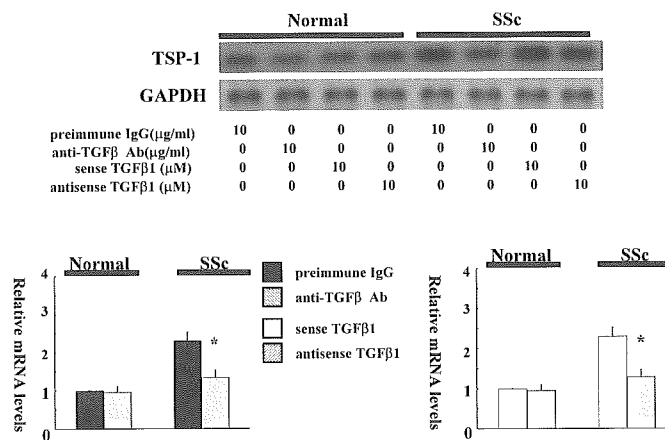 Normal SSc
TSP-1
GAPDH
preimmune IgG(μg/ml) 10 0 0 0 10 0 0 0
anti-TGFβ Ab(μg/ml) 0 10 0 0 0 10 0 0
sense TGFβ1 (μM) 0 0 10 0 0 0 10 0
antisense TGFβ1 (μM) 0 0 0 10 0 0 0 10
Relative mRNA levels
4
3
2
1
0
Normal SSc
*
preimmune IgG
anti-TGFβ Ab
sense TGFβ1
antisense TGFβ1
Relative mRNA levels
4
3
2
1
0
Normal SSc
*